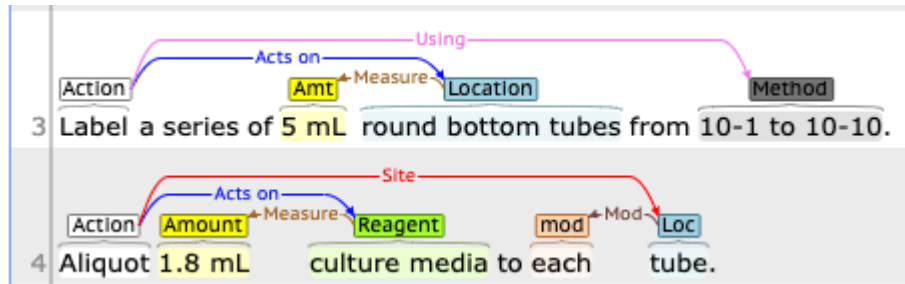 Using
Acts on
Action Amt Measure Location Method
3 Label a series of 5 mL round bottom tubes from 10-1 to 10-10.
Site
Acts on
Action Amount Measure Reagent mod Mod Loc
4 Aliquot 1.8 mL culture media to each tube.